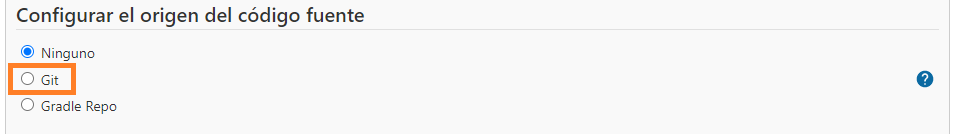 Configurar el origen del código fuente
Ninguno
Git
?
Gradle Repo